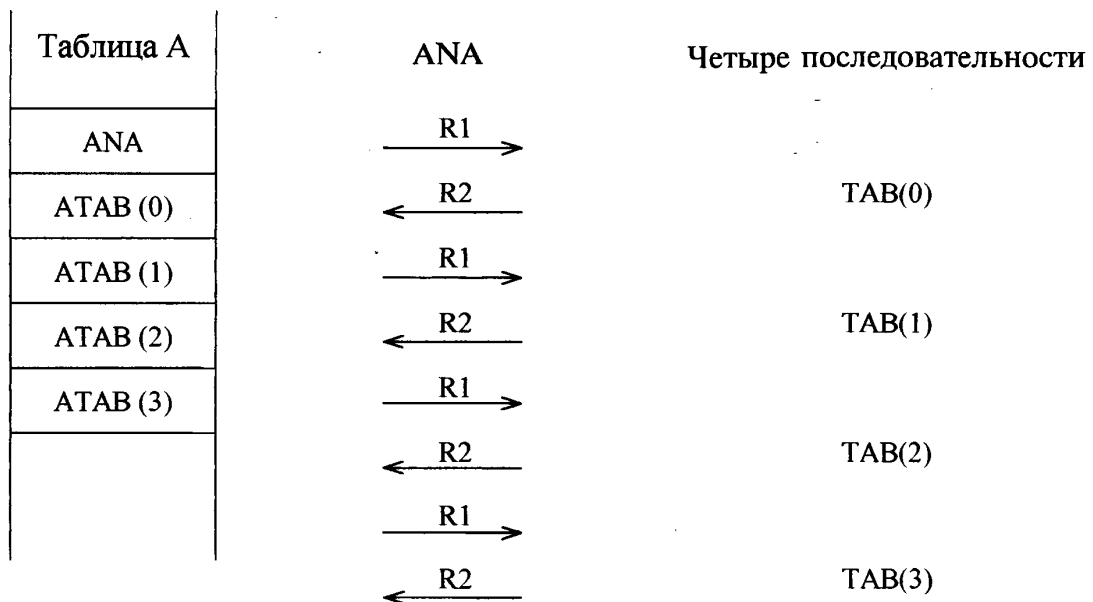 Таблица A
ANA
Четыре последовательности
ANA
R1
ATAB (0)
R2
TAB(0)
ATAB (1)
R1
ATAB (2)
R2
TAB(1)
ATAB (3)
R1
R2
TAB(2)
R1
R2
TAB(3)